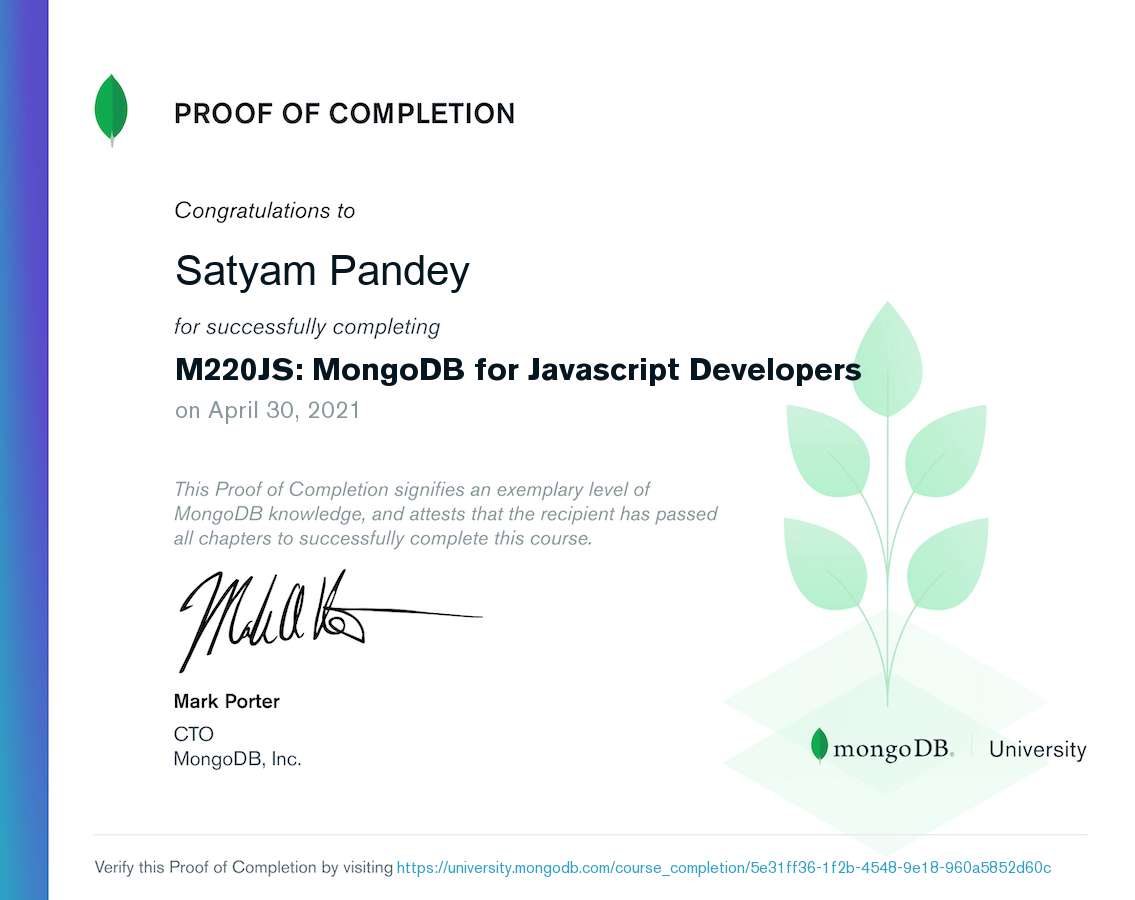 PROOF OF COMPLETION
Congratulations to
Satyam Pandey
for successfully completing
M220JS: MongoDB for Javascript Developers
on April 30, 2021
This Proof of Completion signifies an exemplary level of
MongoDB knowledge, and attests that the recipient has passed
all chapters to successfully complete this course.
Mark Porter
CTO
MongoDB, Inc.
mongoDB® University
Verify this Proof of Completion by visiting https://university.mongodb.com/course_completion/5e31ff36-1f2b-4548-9e18-960a5852d60c